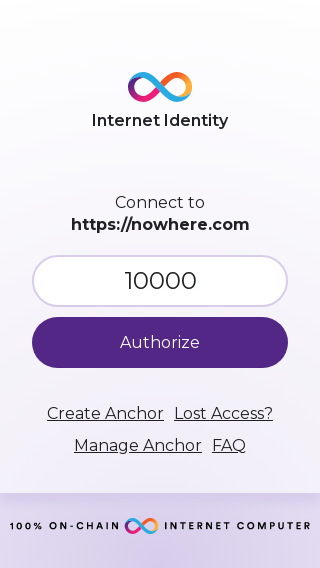 Internet Identity
Connect to
https://nowhere.com
10000
Authorize
Create Anchor Lost Access?
Manage Anchor FAQ
100% ON-CHAIN INTERNET COMPUTER